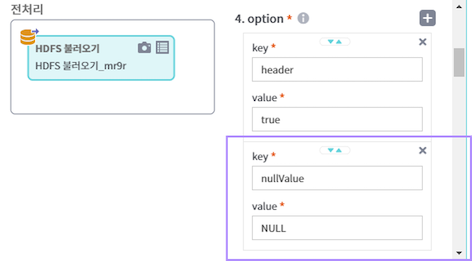 전처리
HDFS 불러오기
HDFS 불러오기_mr9r
4. option *
key *
header
value *
true
key *
nullValue
value *
NULL